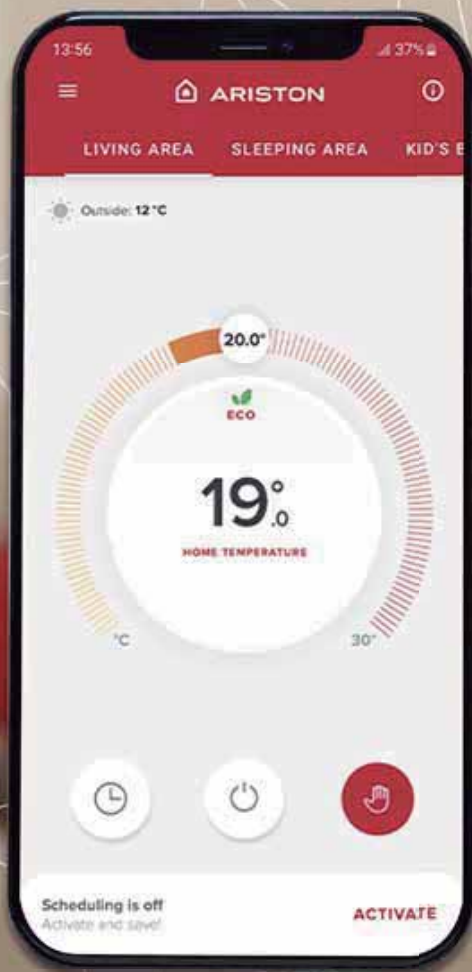 13:56 37%
ARISTON
LIVING AREA SLEEPING AREA KID'S B
Outside: 12 °C
20.0°
ECO
19°.0
HOME TEMPERATURE
°C 30°
Scheduling is off
Activate and save!
ACTIVATE